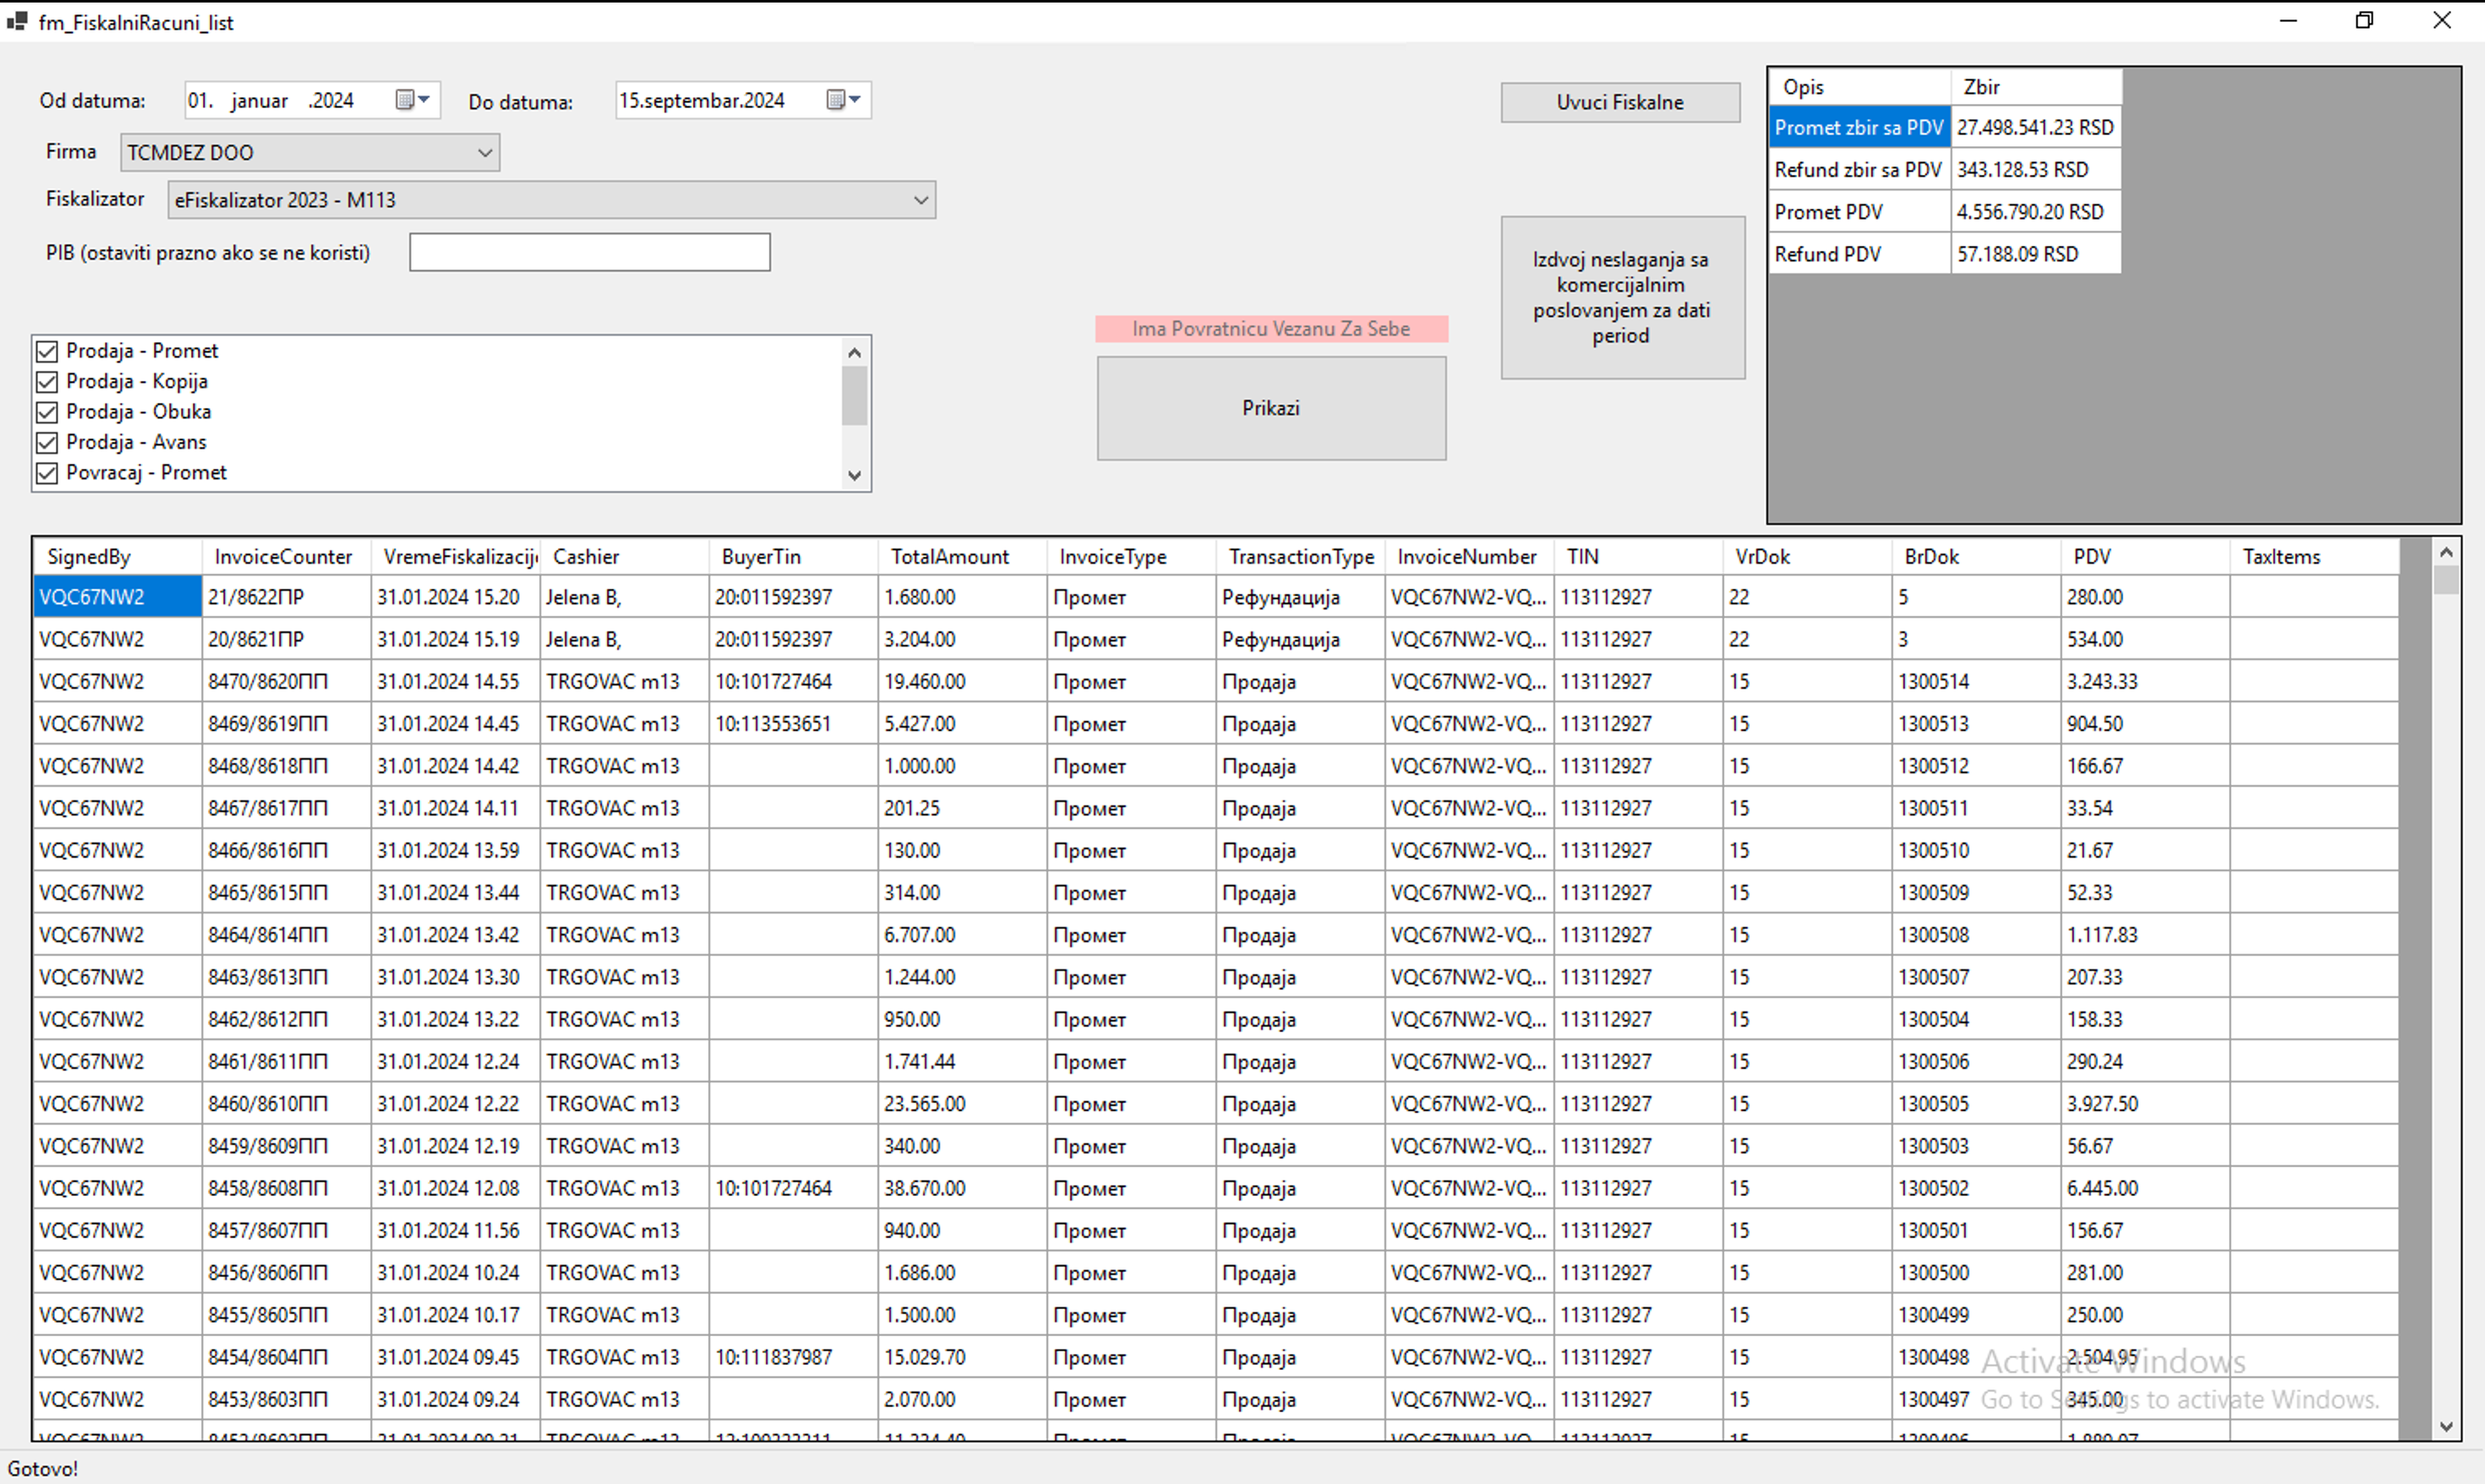 fm_FiskalniRacuni_list
Od datuma: 01. januar .2024 Do datuma: 15.septembar.2024
Firma TCMDEZ DOO
Fiskalizator eFiskalizator 2023 - M113
PIB (ostaviti prazno ako se ne koristi)
Prodaja - Promet
Prodaja - Kopija
Prodaja - Obuka
Prodaja - Avans
Povracaj - Promet
Ima Povratnicu Vezanu Za Sebe
Prikazi
Uvuci Fiskalne
Izdvoj neslaganja sa
komercijalnim
poslovanjem za dati
period
Opis Zbir
Promet zbir sa PDV 27.498.541.23 RSD
Refund zbir sa PDV 343.128.53 RSD
Promet PDV 4.556.790.20 RSD
Refund PDV 57.188.09 RSD
SignedBy InvoiceCounter VremeFiskalizacije Cashier BuyerTin TotalAmount InvoiceType TransactionType InvoiceNumber TIN VrDok BrDok PDV TaxItems
VQC67NW2 21/8622ПР 31.01.2024 15.20 Jelena B, 20:011592397 1.680.00 Промет Рефундација VQC67NW2-VQ... 113112927 22 5 280.00
VQC67NW2 20/8621ПР 31.01.2024 15.19 Jelena B, 20:011592397 3.204.00 Промет Рефундација VQC67NW2-VQ... 113112927 22 3 534.00
VQC67NW2 8470/8620ПП 31.01.2024 14.55 TRGOVAC m13 10:101727464 19.460.00 Промет Продаја VQC67NW2-VQ... 113112927 15 1300514 3.243.33
VQC67NW2 8469/8619ПП 31.01.2024 14.45 TRGOVAC m13 10:113553651 5.427.00 Промет Продаја VQC67NW2-VQ... 113112927 15 1300513 904.50
VQC67NW2 8468/8618ПП 31.01.2024 14.42 TRGOVAC m13 1.000.00 Промет Продаја VQC67NW2-VQ... 113112927 15 1300512 166.67
VQC67NW2 8467/8617ПП 31.01.2024 14.11 TRGOVAC m13 201.25 Промет Продаја VQC67NW2-VQ... 113112927 15 1300511 33.54
VQC67NW2 8466/8616ПП 31.01.2024 13.59 TRGOVAC m13 130.00 Промет Продаја VQC67NW2-VQ... 113112927 15 1300510 21.67
VQC67NW2 8465/8615ПП 31.01.2024 13.44 TRGOVAC m13 314.00 Промет Продаја VQC67NW2-VQ... 113112927 15 1300509 52.33
VQC67NW2 8464/8614ПП 31.01.2024 13.42 TRGOVAC m13 6.707.00 Промет Продаја VQC67NW2-VQ... 113112927 15 1300508 1.117.83
VQC67NW2 8463/8613ПП 31.01.2024 13.30 TRGOVAC m13 1.244.00 Промет Продаја VQC67NW2-VQ... 113112927 15 1300507 207.33
VQC67NW2 8462/8612ПП 31.01.2024 13.22 TRGOVAC m13 950.00 Промет Продаја VQC67NW2-VQ... 113112927 15 1300504 158.33
VQC67NW2 8461/8611ПП 31.01.2024 12.24 TRGOVAC m13 1.741.44 Промет Продаја VQC67NW2-VQ... 113112927 15 1300506 290.24
VQC67NW2 8460/8610ПП 31.01.2024 12.22 TRGOVAC m13 23.565.00 Промет Продаја VQC67NW2-VQ... 113112927 15 1300505 3.927.50
VQC67NW2 8459/8609ПП 31.01.2024 12.19 TRGOVAC m13 340.00 Промет Продаја VQC67NW2-VQ... 113112927 15 1300503 56.67
VQC67NW2 8458/8608ПП 31.01.2024 12.08 TRGOVAC m13 10:101727464 38.670.00 Промет Продаја VQC67NW2-VQ... 113112927 15 1300502 6.445.00
VQC67NW2 8457/8607ПП 31.01.2024 11.56 TRGOVAC m13 940.00 Промет Продаја VQC67NW2-VQ... 113112927 15 1300501 156.67
VQC67NW2 8456/8606ПП 31.01.2024 10.24 TRGOVAC m13 1.686.00 Промет Продаја VQC67NW2-VQ... 113112927 15 1300500 281.00
VQC67NW2 8455/8605ПП 31.01.2024 10.17 TRGOVAC m13 1.500.00 Промет Продаја VQC67NW2-VQ... 113112927 15 1300499 250.00
VQC67NW2 8454/8604ПП 31.01.2024 09.45 TRGOVAC m13 10:111837987 15.029.70 Промет Продаја VQC67NW2-VQ... 113112927 15 1300498 2.504.95
VQC67NW2 8453/8603ПП 31.01.2024 09.24 TRGOVAC m13 2.070.00 Промет Продаја VQC67NW2-VQ... 113112927 15 1300497 345.00
Activate Windows
Go to Settings to activate Windows.
Gotovo!